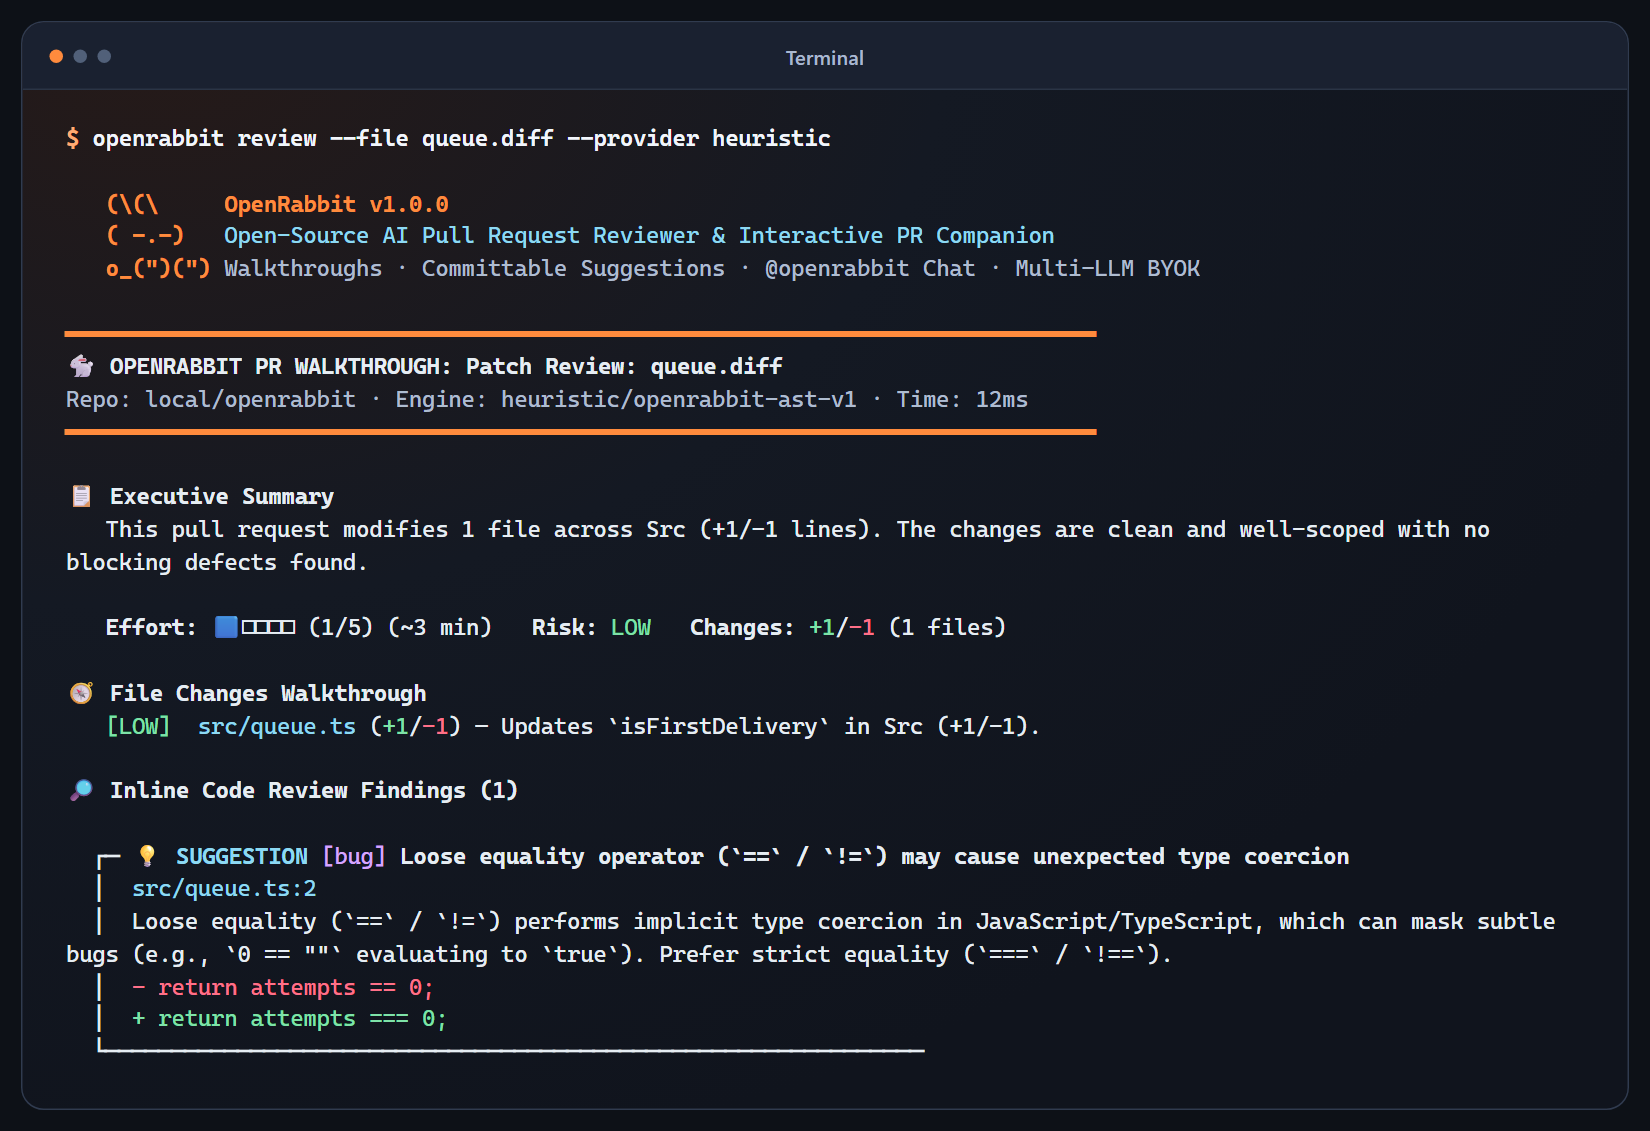 Terminal
$ openrabbit review --file queue.diff --provider heuristic
(\(\ OpenRabbit v1.0.0
( -.-) Open-Source AI Pull Request Reviewer & Interactive PR Companion
o_(")(") Walkthroughs · Committable Suggestions · @openrabbit Chat · Multi-LLM BYOK
🐇 OPENRABBIT PR WALKTHROUGH: Patch Review: queue.diff
Repo: local/openrabbit · Engine: heuristic/openrabbit-ast-v1 · Time: 12ms
📋 Executive Summary
This pull request modifies 1 file across Src (+1/-1 lines). The changes are clean and well-scoped with no
blocking defects found.
Effort: 🟦□□□□ (1/5) (~3 min) Risk: LOW Changes: +1/-1 (1 files)
🧭 File Changes Walkthrough
[LOW] src/queue.ts (+1/-1) — Updates `isFirstDelivery` in Src (+1/-1).
🔎 Inline Code Review Findings (1)
┌─ 💡 SUGGESTION [bug] Loose equality operator (`==` / `!=`) may cause unexpected type coercion
│ src/queue.ts:2
│ Loose equality (`==` / `!=`) performs implicit type coercion in JavaScript/TypeScript, which can mask subtle
bugs (e.g., `0 == ""` evaluating to `true`). Prefer strict equality (`===` / `!==`).
│ - return attempts == 0;
│ + return attempts === 0;